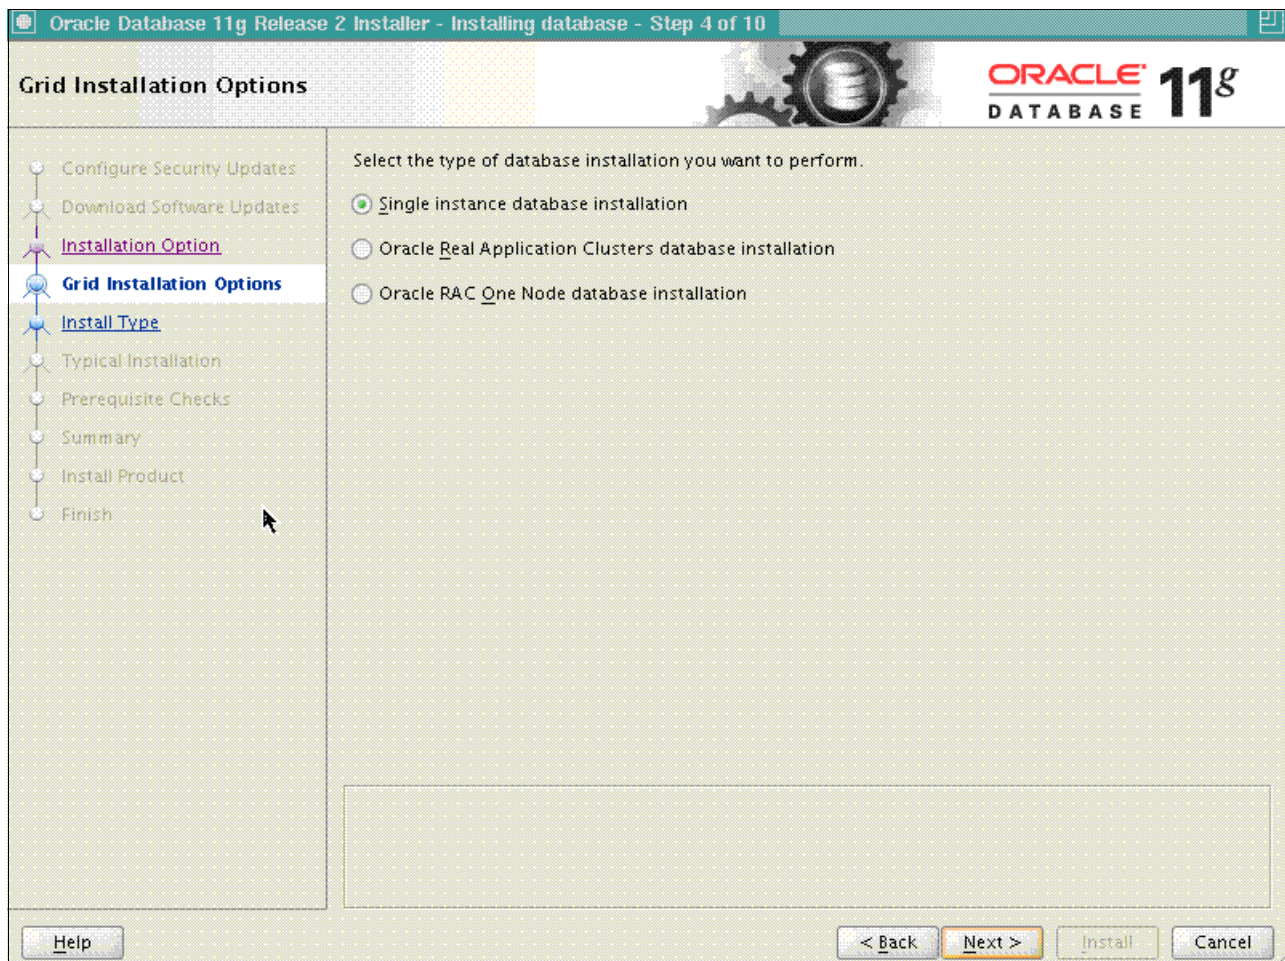 Oracle Database 11g Release 2 Installer - Installing database - Step 4 of 10
Grid Installation Options
ORACLE
DATABASE
11g
Configure Security Updates
Download Software Updates
Installation Option
Grid Installation Options
Install Type
Typical Installation
Prerequisite Checks
Summary
Install Product
Finish
Select the type of database installation you want to perform.
Single instance database installation
Oracle Real Application Clusters database installation
Oracle RAC One Node database installation
Help
< Back
Next >
Install
Cancel